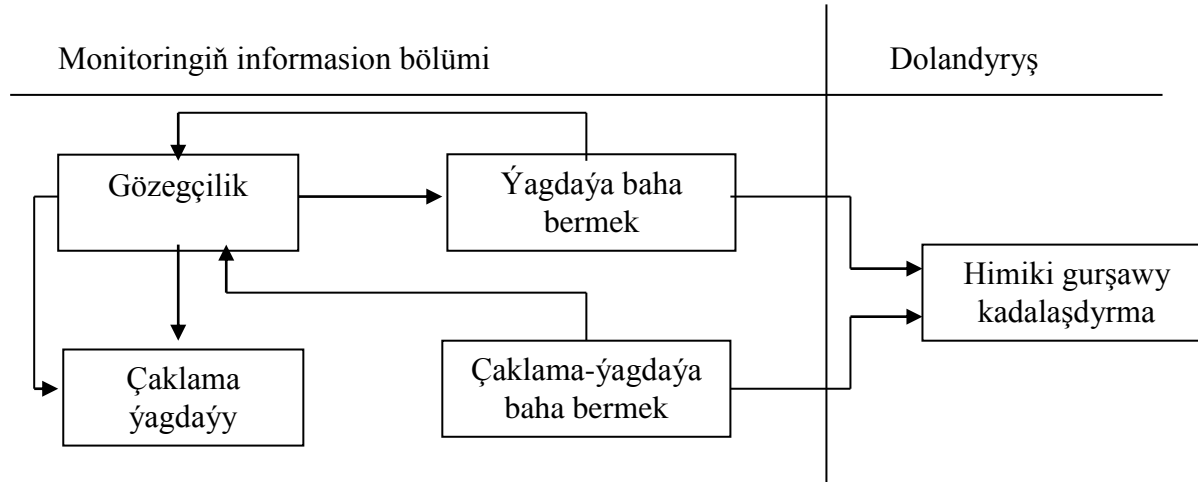 Monitoringiň informasion bölümi
Dolandyryş
Gözegçilik
Ýagdaýa baha
bermek
Himiki gurşawy
kadalaşdyrma
Çaklama
ýagdaýy
Çaklama-ýagdaýa
baha bermek